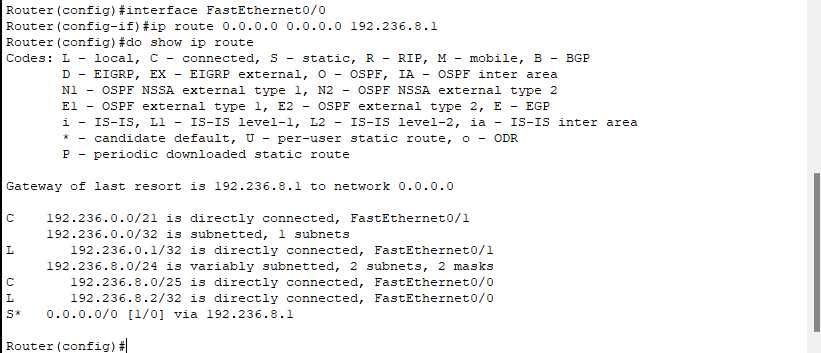 Router(config)#interface FastEthernet0/0
Router(config-if)#ip route 0.0.0.0 0.0.0.0 192.236.8.1
Router(config)#do show ip route
Codes: L - local, C - connected, S - static, R - RIP, M - mobile, B - BGP
       D - EIGRP, EX - EIGRP external, O - OSPF, IA - OSPF inter area
       N1 - OSPF NSSA external type 1, N2 - OSPF NSSA external type 2
       E1 - OSPF external type 1, E2 - OSPF external type 2, E - EGP
       i - IS-IS, L1 - IS-IS level-1, L2 - IS-IS level-2, ia - IS-IS inter area
       * - candidate default, U - per-user static route, o - ODR
       P - periodic downloaded static route

Gateway of last resort is 192.236.8.1 to network 0.0.0.0

C    192.236.0.0/21 is directly connected, FastEthernet0/1
     192.236.0.0/32 is subnetted, 1 subnets
L       192.236.0.1/32 is directly connected, FastEthernet0/1
     192.236.8.0/24 is variably subnetted, 2 subnets, 2 masks
C       192.236.8.0/25 is directly connected, FastEthernet0/0
L       192.236.8.2/32 is directly connected, FastEthernet0/0
S*   0.0.0.0/0 [1/0] via 192.236.8.1

Router(config)#